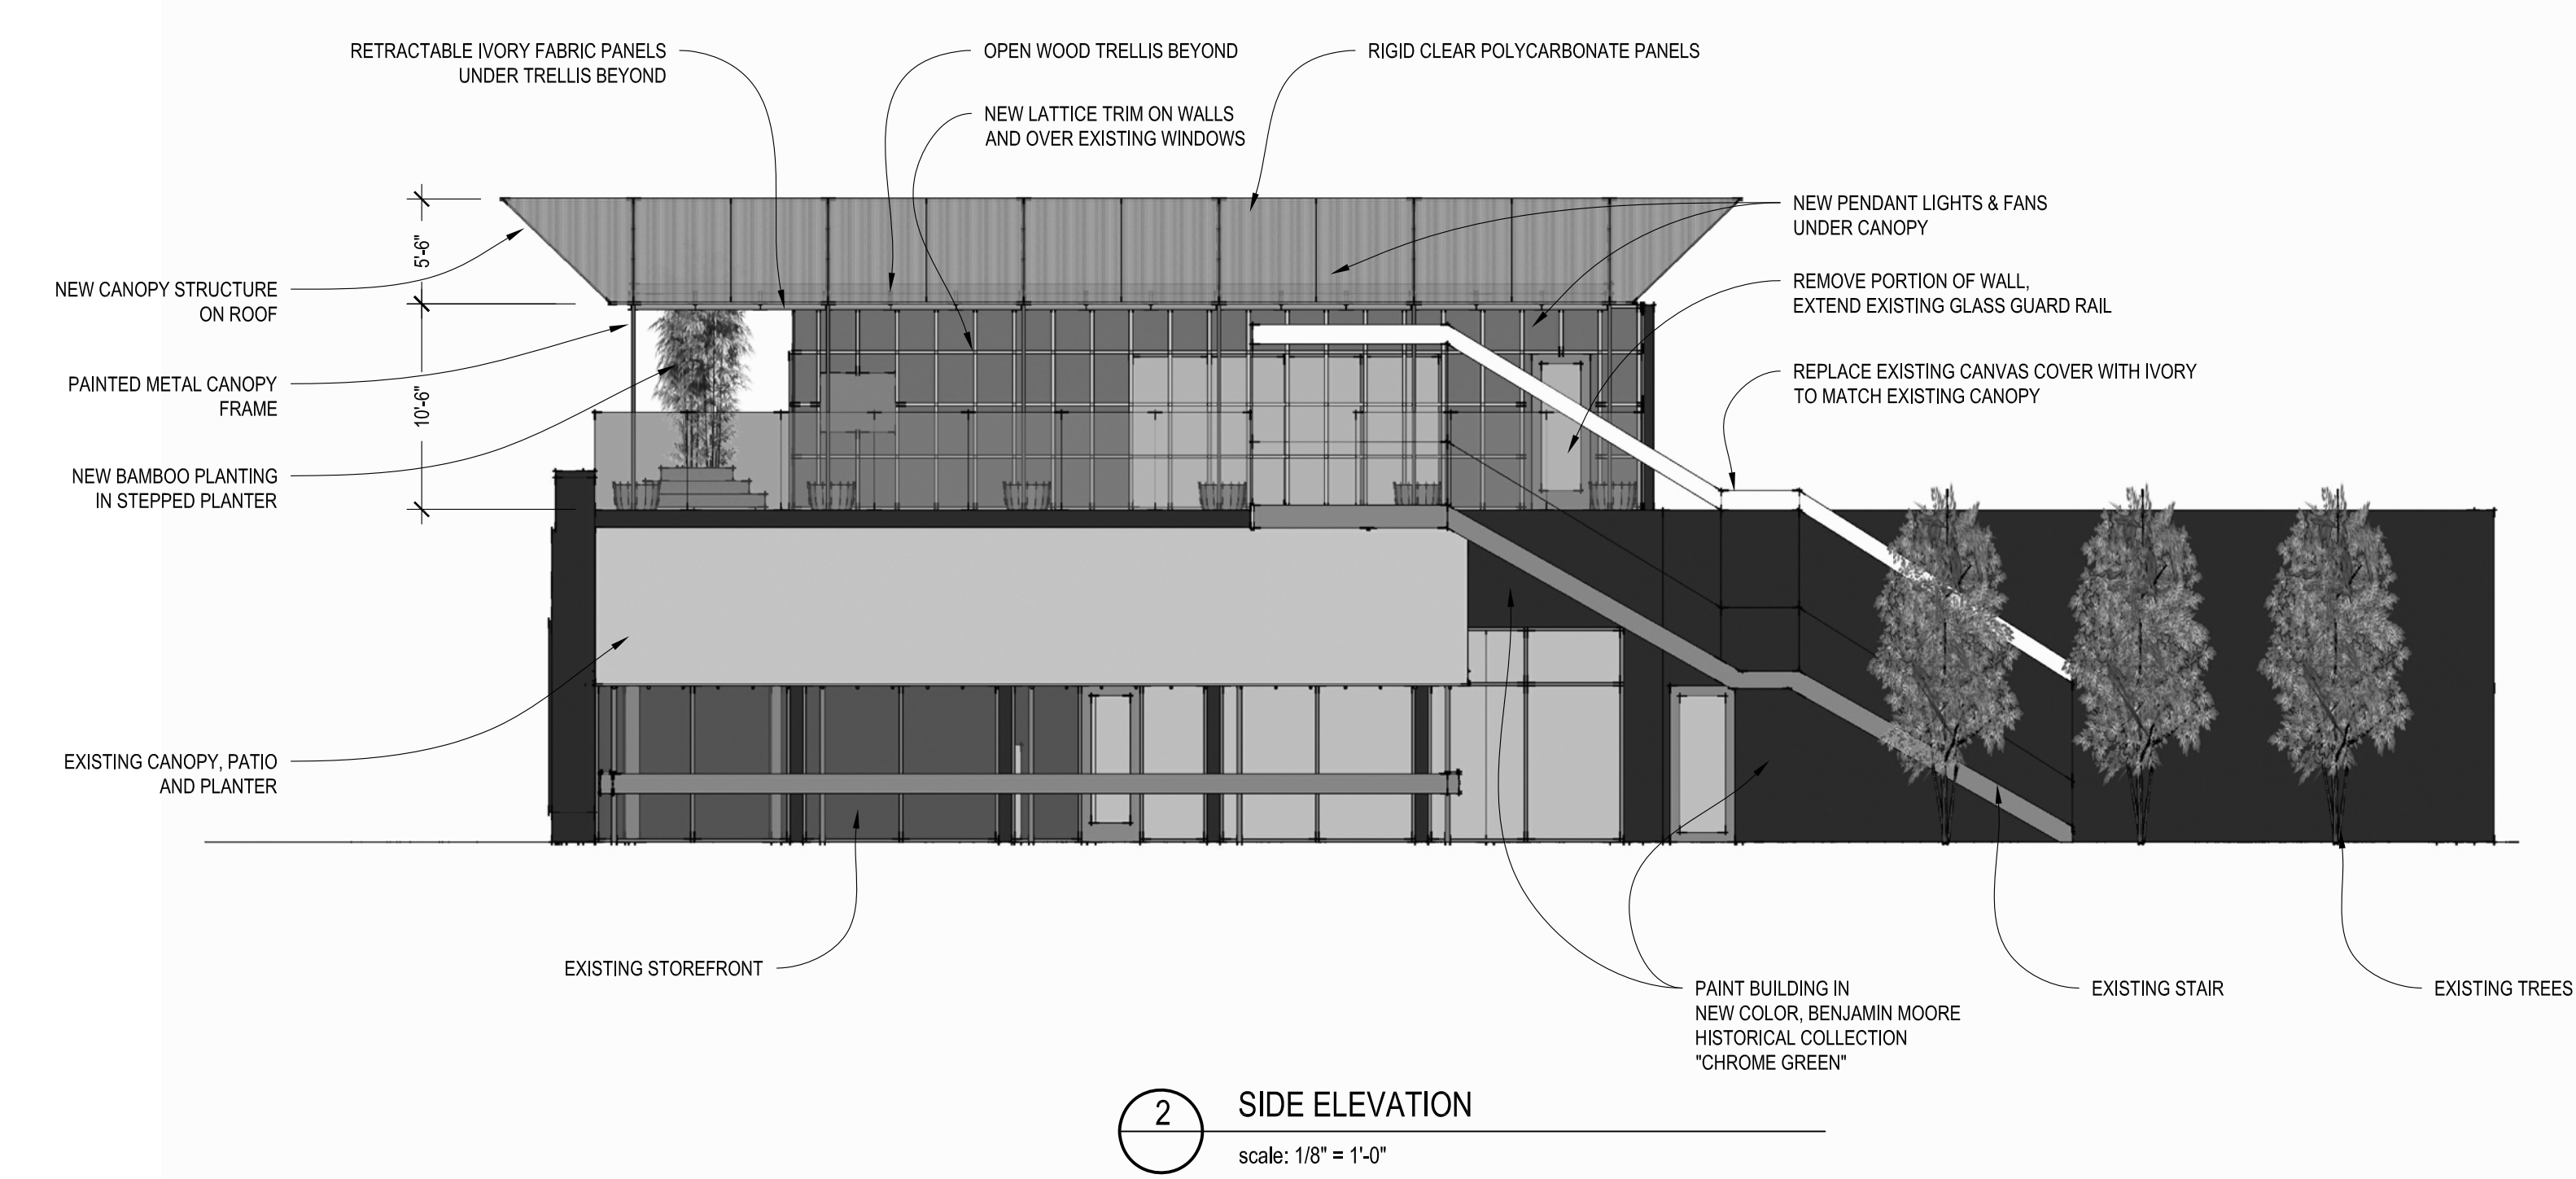 RETRACTABLE IVORY FABRIC PANELS
UNDER TRELLIS BEYOND
OPEN WOOD TRELLIS BEYOND
RIGID CLEAR POLYCARBONATE PANELS
NEW LATTICE TRIM ON WALLS
AND OVER EXISTING WINDOWS
NEW PENDANT LIGHTS & FANS
UNDER CANOPY
5'-6"
NEW CANOPY STRUCTURE
ON ROOF
REMOVE PORTION OF WALL,
EXTEND EXISTING GLASS GUARD RAIL
PAINTED METAL CANOPY
FRAME
10'-6"
REPLACE EXISTING CANVAS COVER WITH IVORY
TO MATCH EXISTING CANOPY
NEW BAMBOO PLANTING
IN STEPPED PLANTER
EXISTING CANOPY, PATIO
AND PLANTER
EXISTING STOREFRONT
PAINT BUILDING IN
NEW COLOR, BENJAMIN MOORE
HISTORICAL COLLECTION
"CHROME GREEN"
EXISTING STAIR
EXISTING TREES
2
SIDE ELEVATION
scale: 1/8" = 1'-0"